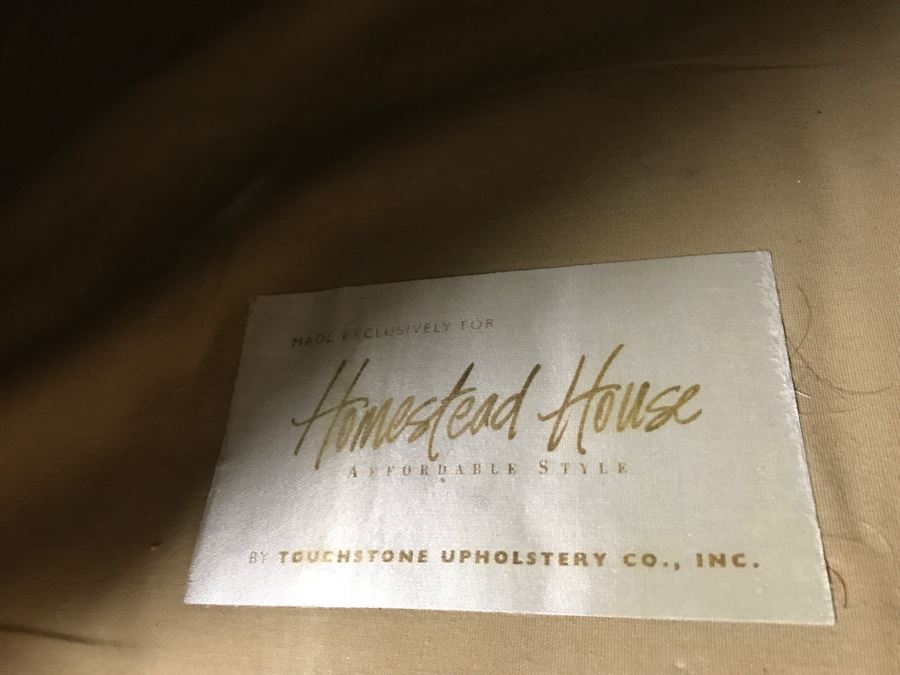 MADE EXCLUSIVELY FOR
Homestead House
AFFORDABLE STYLE
BY TOUCHSTONE UPHOLSTERY CO., INC.